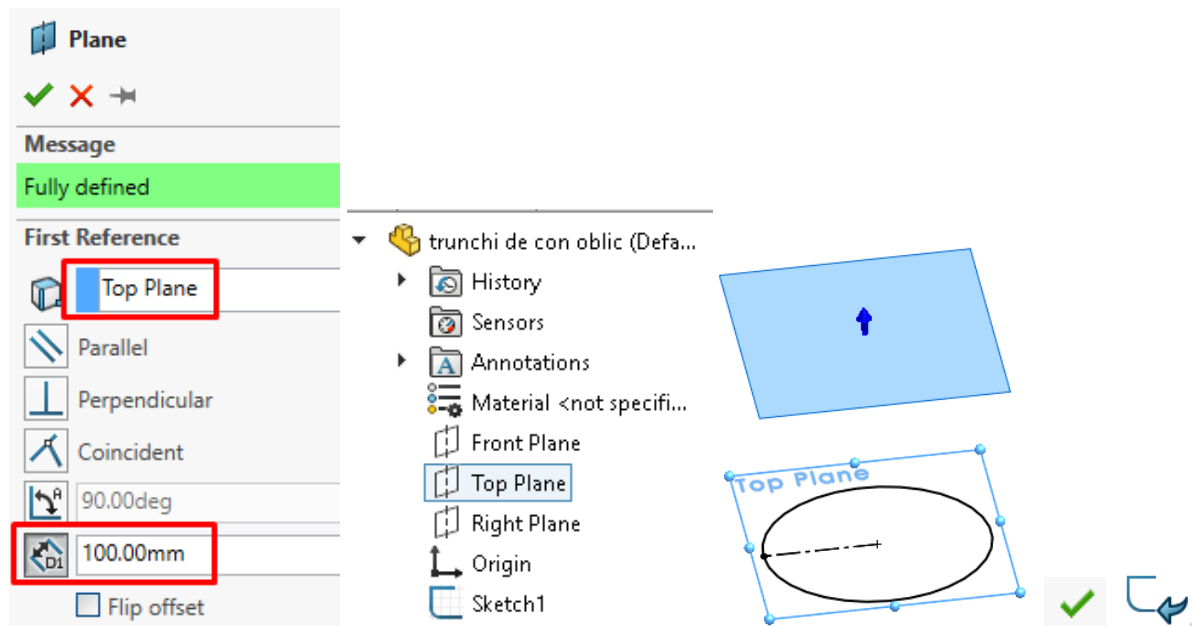 Plane
Message
Fully defined
First Reference
Top Plane
Parallel
Perpendicular
Coincident
A
90.00deg
D1
100.00mm
Flip offset
trunchi de con oblic (Defa...
History
Sensors
A
Annotations
Material <not specifi...
Front Plane
Top Plane
Right Plane
Origin
Sketch1
Top Plane